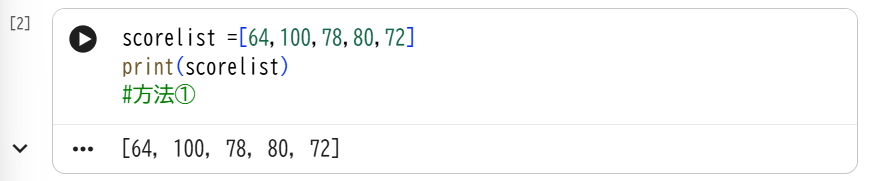 [2]
scorelist =[64,100,78,80,72]
print(scorelist)
#方法①
[64, 100, 78, 80, 72]